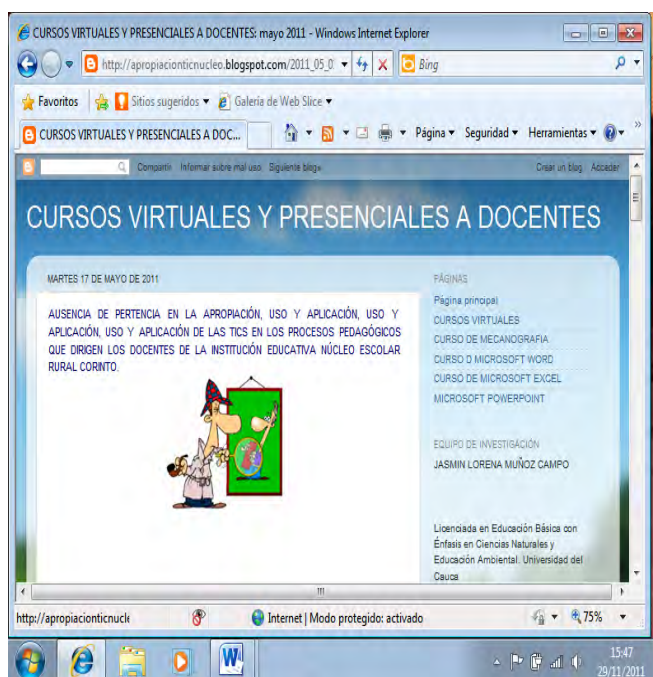 CURSOS VIRTUALES Y PRESENCIALES A DOCENTES: mayo 2011 - Windows Internet Explorer
http://apropiacionticnucleo.blogspot.com/2011_05_0
Bing
Favoritos
Sitios sugeridos
Galería de Web Slice
CURSOS VIRTUALES Y PRESENCIALES A DOC...
Página
Seguridad
Herramientas
»
Compartir
Informar sobre mal uso
Siguiente blog»
Crear un blog
Acceder
CURSOS VIRTUALES Y PRESENCIALES A DOCENTES
MARTES 17 DE MAYO DE 2011
AUSENCIA DE PERTENCIA EN LA APROPIACIÓN, USO Y APLICACIÓN, USO Y
APLICACIÓN, USO Y APLICACIÓN DE LAS TICS EN LOS PROCESOS PEDAGÓGICOS
QUE DIRIGEN LOS DOCENTES DE LA INSTITUCIÓN EDUCATIVA NÚCLEO ESCOLAR
RURAL CORINTO.
PÁGINAS
Página principal
CURSOS VIRTUALES
CURSO DE MECANOGRAFIA
CURSO D MICROSOFT WORD
CURSO DE MICROSOFT EXCEL
MICROSOFT POWERPOINT
EQUIPO DE INVESTIGACIÓN
JASMIN LORENA MUÑOZ CAMPO
Licenciada en Educación Básica con
Énfasis en Ciencias Naturales y
Educación Ambiental. Universidad del
Cauca
http://apropiacionticnucle
Internet | Modo protegido: activado
75%
15:47
29/11/2011